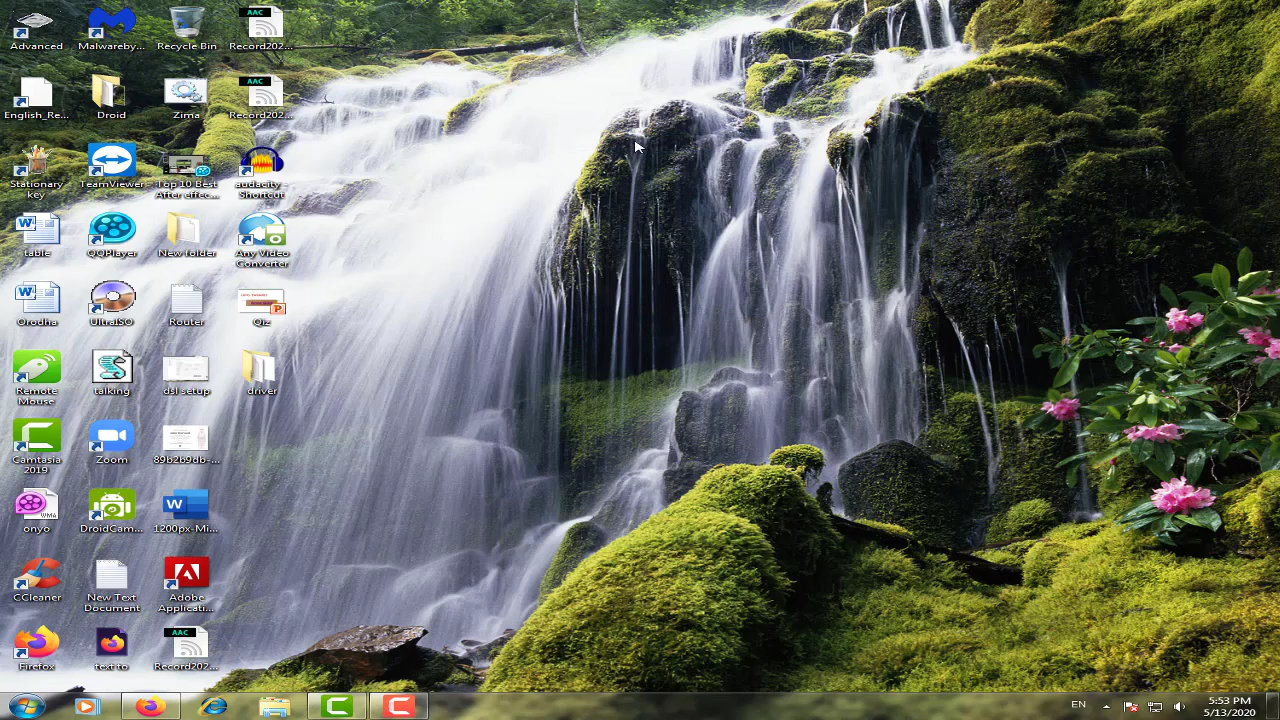 Advanced
Malwareby...
Recycle Bin
AAC
Record202...
English_Re...
Droid
Zima
AAC
Record202...
Stationary
key
TeamViewer
Top 10 Best
After effec...
audacity -
Shortcut
table
QQPlayer
New folder
Any Video
Converter
Orodha
UltraISO
Router
Qiz
Remote
Mouse
talking
dsl setup
driver
Camtasia
2019
Zoom
89b2b9db-...
WMA
onyo
DroidCam...
1200px-Mi...
CCleaner
New Text
Document
Adobe
Applicati...
Firefox
text to
AAC
Record202...
EN
5:53 PM
5/13/2020